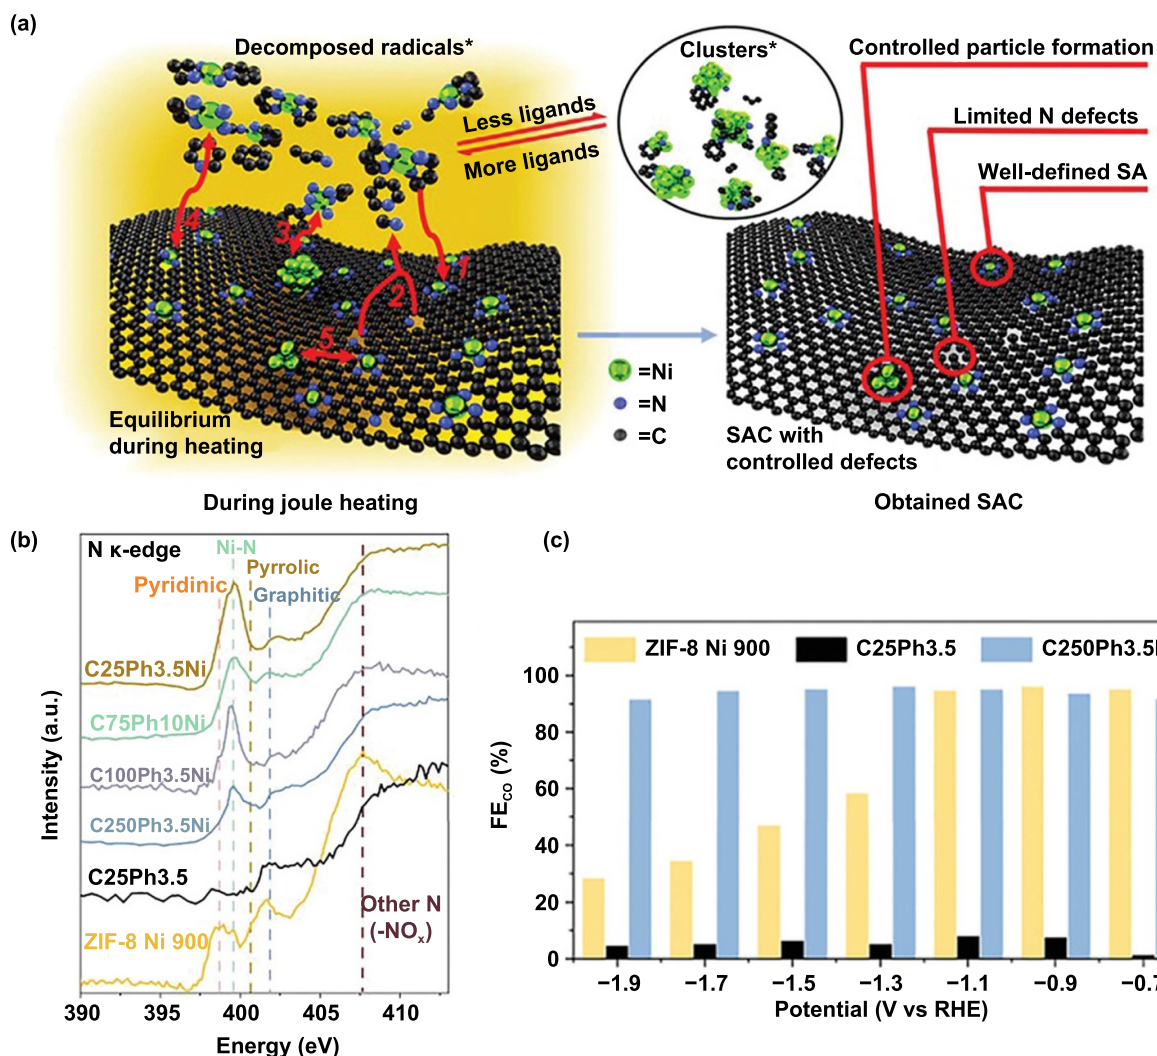 (a)
Decomposed radicals*
Clusters*
Controlled particle formation
Less ligands
More ligands
Limited N defects
Well-defined SA
4
3
1
2
5
=Ni
=N
=C
Equilibrium
during heating
SAC with
controlled defects
During joule heating
Obtained SAC
(b)
N κ-edge
Ni-N
Pyrrolic
Pyridinic
Graphitic
C25Ph3.5Ni
C75Ph10Ni
C100Ph3.5Ni
C250Ph3.5Ni
C25Ph3.5
ZIF-8 Ni 900
Other N
(-NOx)
Intensity (a.u.)
390 395 400 405 410
Energy (eV)
(c)
ZIF-8 Ni 900 C25Ph3.5 C250Ph3.5
100
80
60
40
20
0
FECO (%)
−1.9 −1.7 −1.5 −1.3 −1.1 −0.9 −0.7
Potential (V vs RHE)